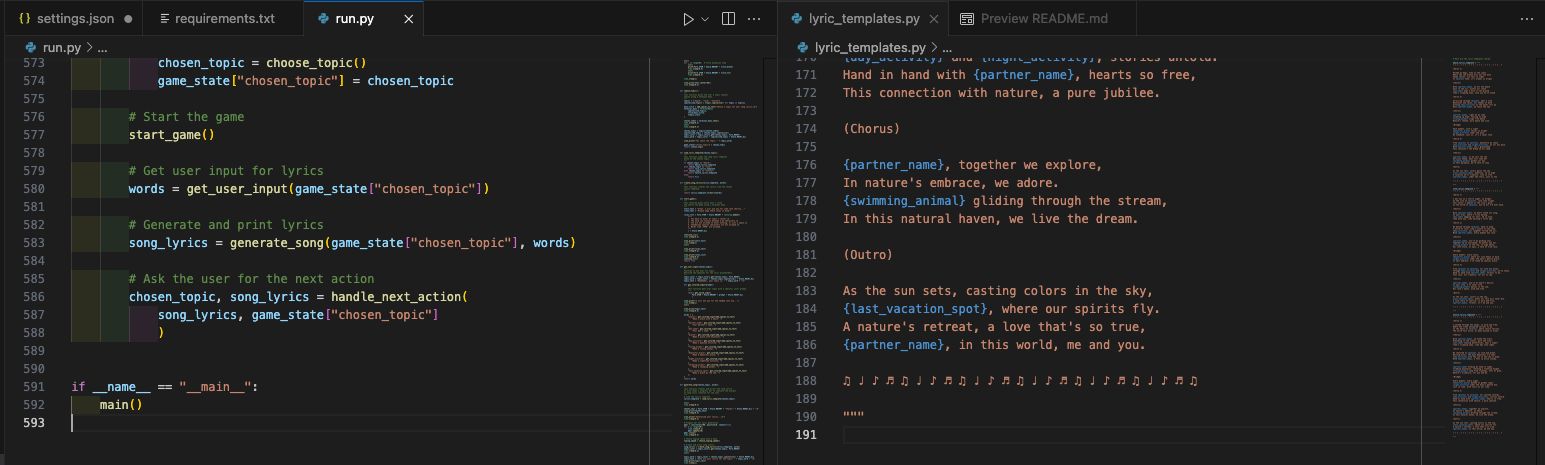 {} settings.json
requirements.txt
run.py
run.py > ...
573 chosen_topic = choose_topic()
574 game_state["chosen_topic"] = chosen_topic
575
576 # Start the game
577 start_game()
578
579 # Get user input for lyrics
580 words = get_user_input(game_state["chosen_topic"])
581
582 # Generate and print lyrics
583 song_lyrics = generate_song(game_state["chosen_topic"], words)
584
585 # Ask the user for the next action
586 chosen_topic, song_lyrics = handle_next_action(
587 song_lyrics, game_state["chosen_topic"]
588 )
589
590
591 if __name__ == "__main__":
592 main()
593
lyric_templates.py
Preview README.md
lyric_templates.py > ...
170 {day_activity} and {night_activity}, stories untold.
171 Hand in hand with {partner_name}, hearts so free,
172 This connection with nature, a pure jubilee.
173
174 (Chorus)
175
176 {partner_name}, together we explore,
177 In nature's embrace, we adore.
178 {swimming_animal} gliding through the stream,
179 In this natural haven, we live the dream.
180
181 (Outro)
182
183 As the sun sets, casting colors in the sky,
184 {last_vacation_spot}, where our spirits fly.
185 A nature's retreat, a love that's so true,
186 {partner_name}, in this world, me and you.
187
188 ♫ ♩ ♪ ♬ ♫ ♩ ♪ ♬ ♫ ♩ ♪ ♬ ♫ ♩ ♪ ♬ ♫ ♩ ♪ ♬ ♫ ♩ ♪ ♬ ♫
189
190 """
191